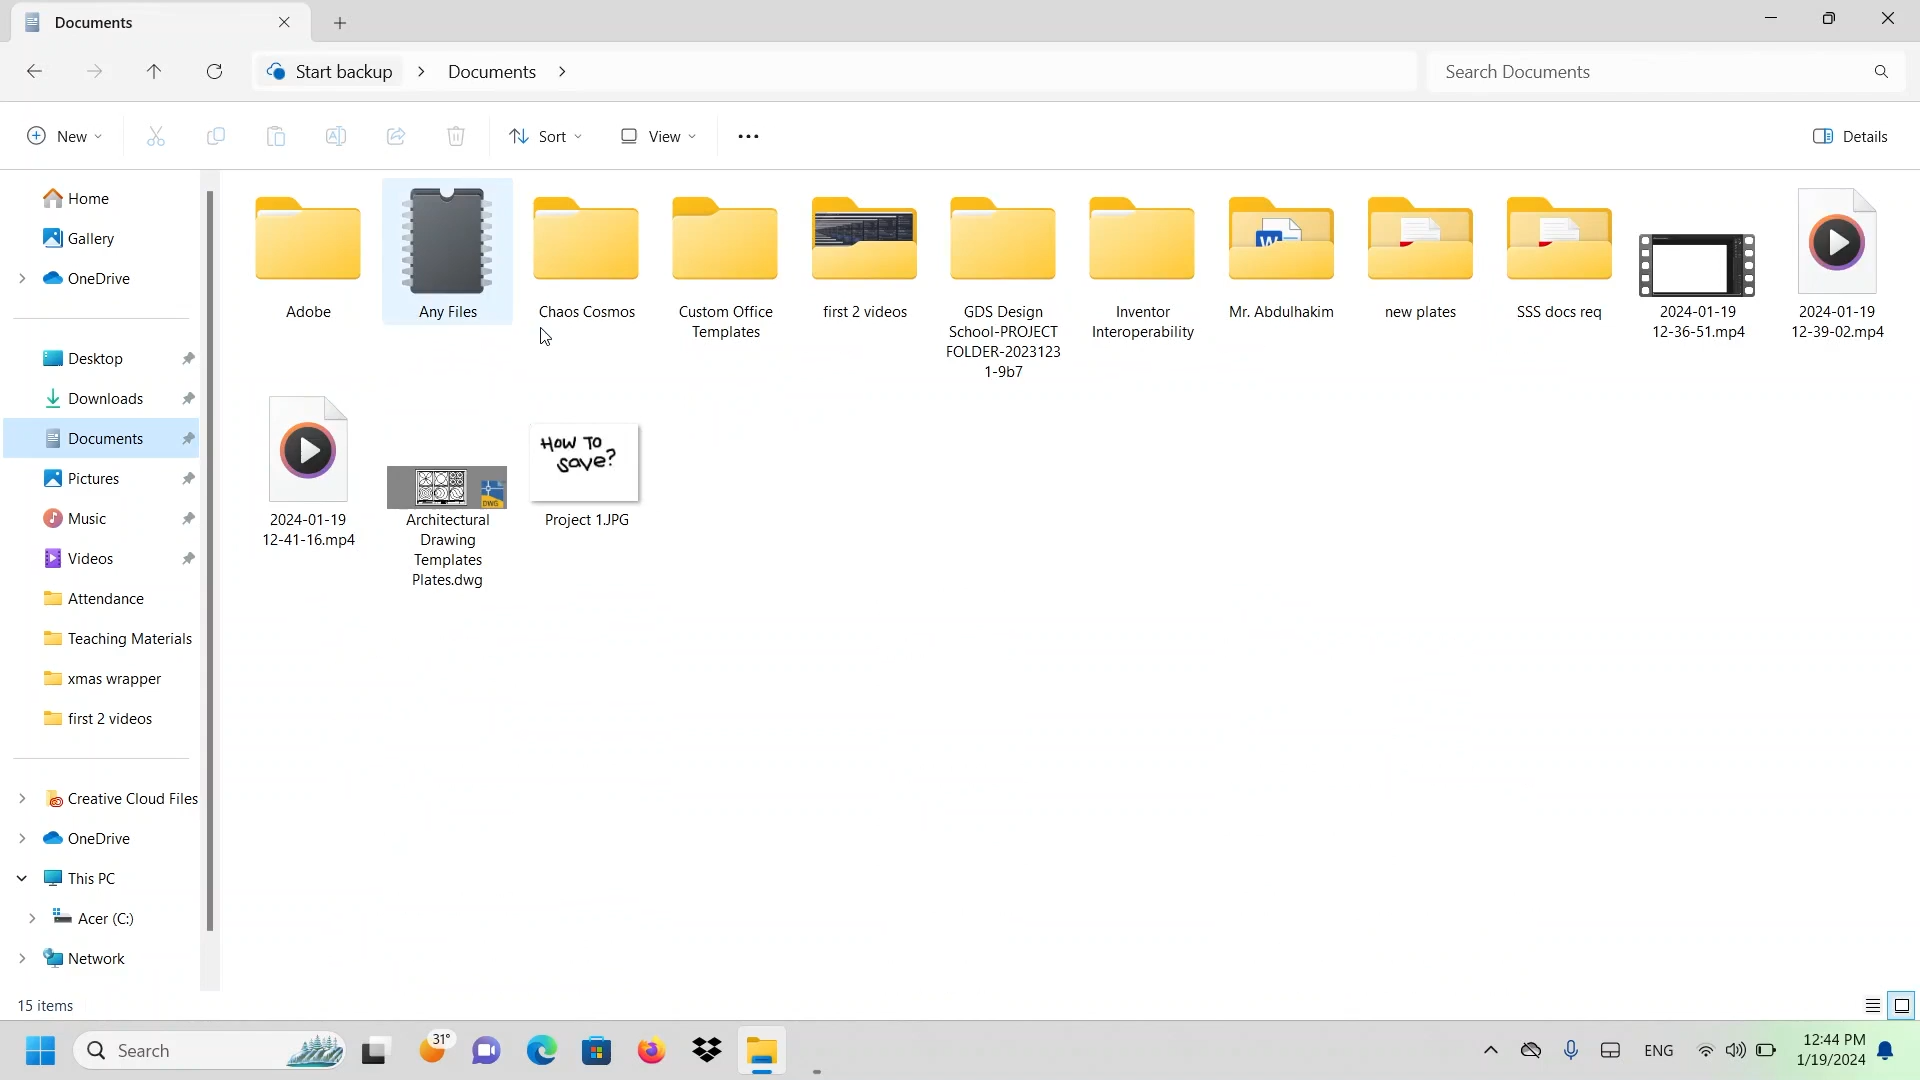 Documents
Start backup
Documents
Search Documents
New
Sort
View
Details
Home
Gallery
OneDrive
Desktop
Downloads
Documents
Pictures
Music
Videos
Attendance
Teaching Materials
xmas wrapper
first 2 videos
Creative Cloud Files
OneDrive
This PC
Acer (C:)
Network
Adobe
Any Files
Chaos Cosmos
Custom Office
Templates
first 2 videos
GDS Design
School-PROJECT
FOLDER-2023123
1-9b7
Inventor
Interoperability
W
Mr. Abdulhakim
new plates
SSS docs req
2024-01-19
12-36-51.mp4
2024-01-19
12-39-02.mp4
2024-01-19
12-41-16.mp4
DWG
Architectural
Drawing
Templates
Plates.dwg
HOW TO
save?
Project 1.JPG
15 items
Search
31°
ENG
12:44 PM
1/19/2024